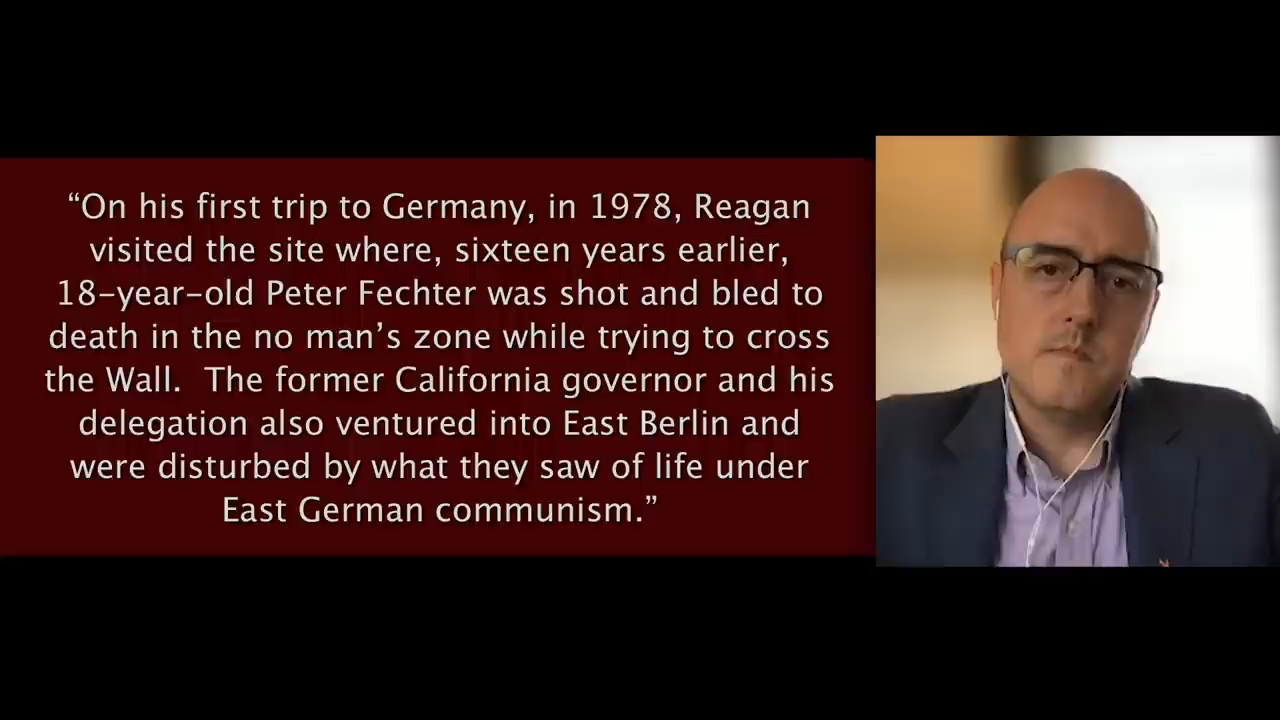 “On his first trip to Germany, in 1978, Reagan
visited the site where, sixteen years earlier,
18-year-old Peter Fechter was shot and bled to
death in the no man’s zone while trying to cross
the Wall.  The former California governor and his
delegation also ventured into East Berlin and
were disturbed by what they saw of life under
East German communism.”